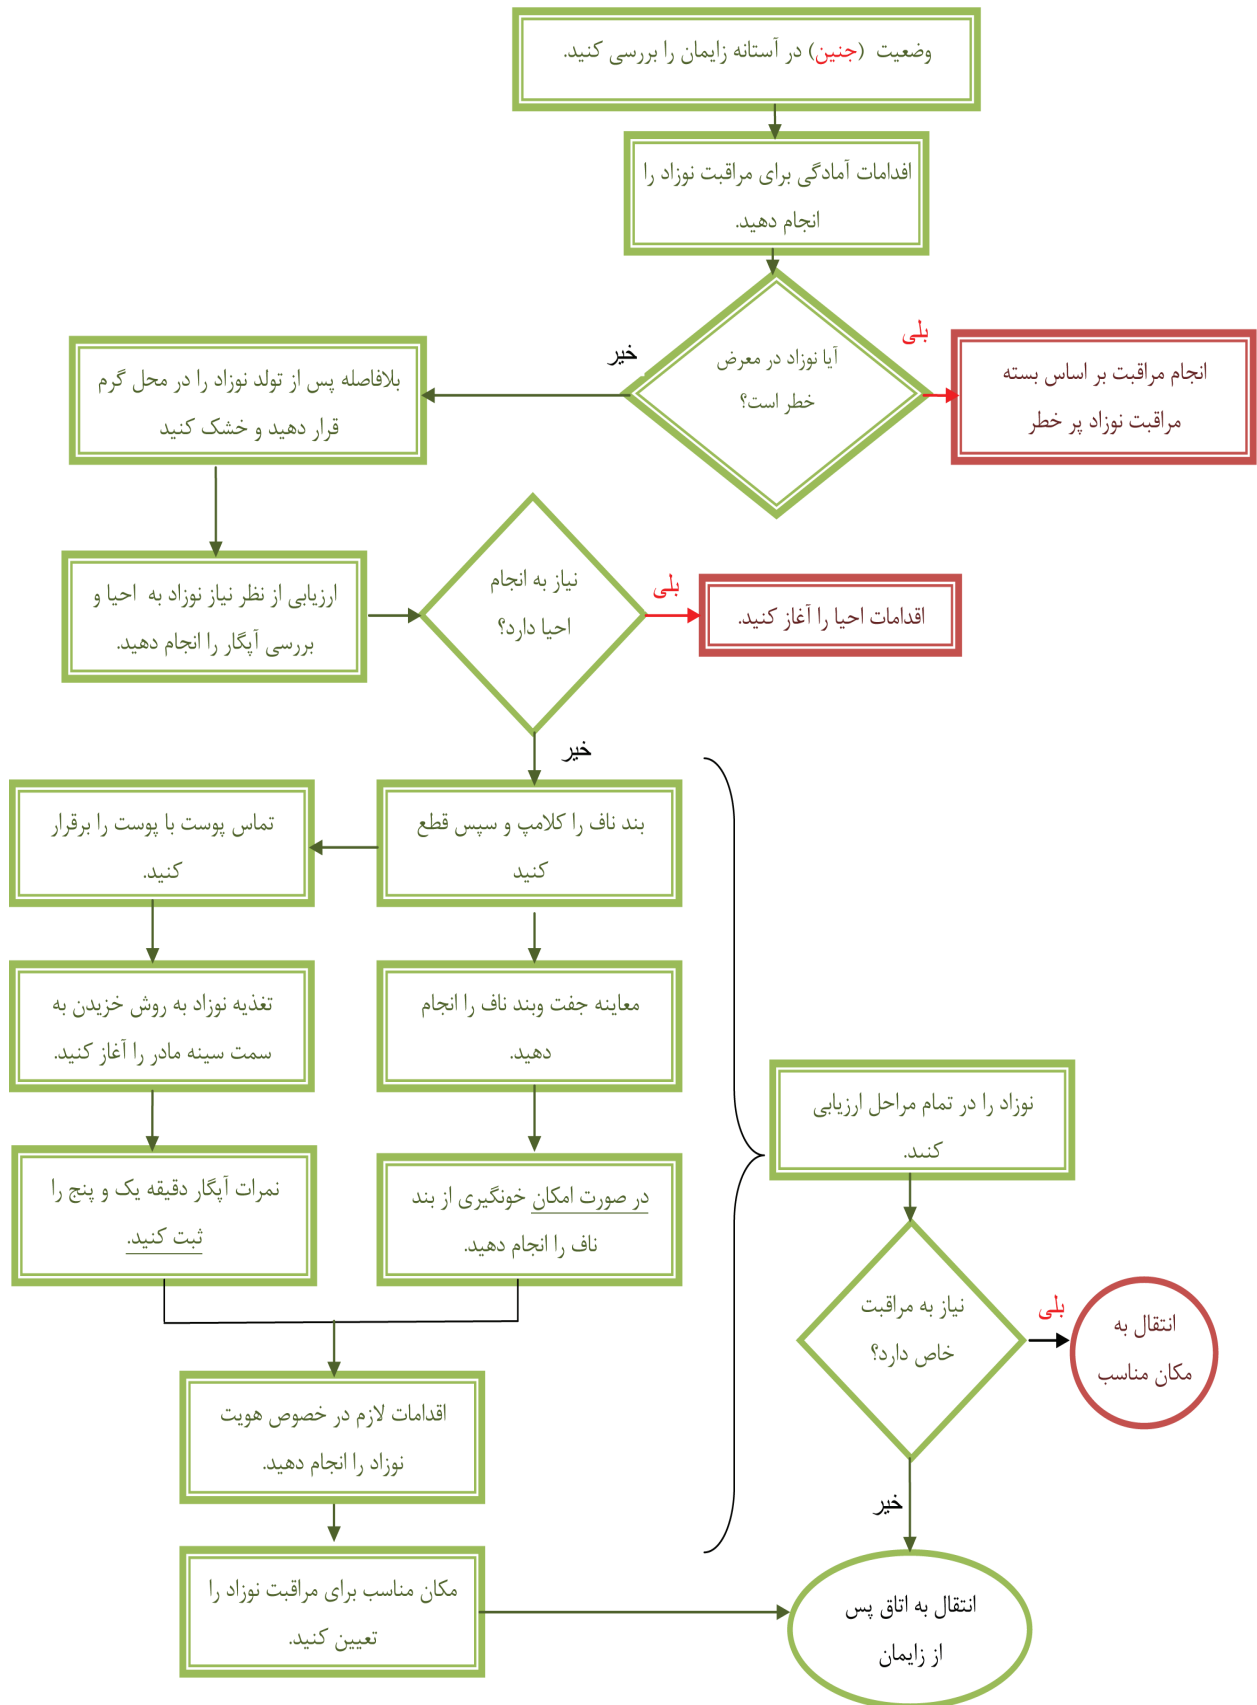 وضعیت (جنین) در آستانه زایمان را بررسی کنید.
اقدامات آمادگی برای مراقبت نوزاد را
انجام دهید.
آیا نوزاد در معرض
خطر است؟
بلی
انجام مراقبت بر اساس بسته
مراقبت نوزاد پر خطر
خیر
بلافاصله پس از تولد نوزاد را در محل گرم
قرار دهید و خشک کنید
ارزیابی از نظر نیاز نوزاد به احیا و
بررسی آپگار را انجام دهید.
نیاز به انجام
احیا دارد؟
بلی
اقدامات احیا را آغاز کنید.
خیر
بند ناف را کلامپ و سپس قطع
کنید
تماس پوست با پوست را برقرار
کنید.
معاینه جفت وبند ناف را انجام
دهید.
تغذیه نوزاد به روش خزیدن به
سمت سینه مادر را آغاز کنید.
در صورت امکان خونگیری از بند
ناف را انجام دهید.
نمرات آپگار دقیقه یک و پنج را
ثبت کنید.
اقدامات لازم در خصوص هویت
نوزاد را انجام دهید.
مکان مناسب برای مراقبت نوزاد را
تعیین کنید.
نوزاد را در تمام مراحل ارزیابی
کنید.
نیاز به مراقبت
خاص دارد؟
بلی
انتقال به
مکان مناسب
خیر
انتقال به اتاق پس
از زایمان